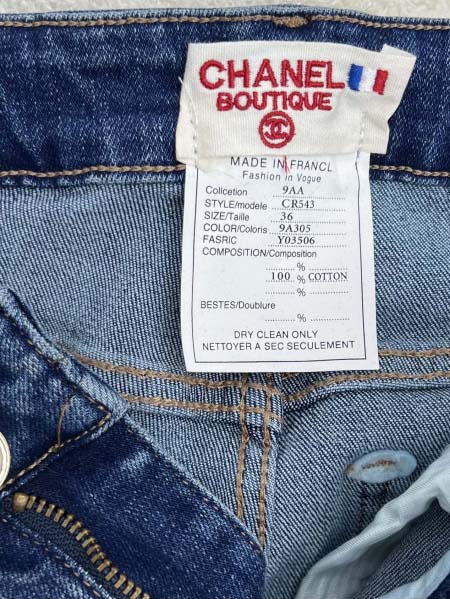 CHANEL
BOUTIQUE
MADE IN FRANCL
Fashion in Vogue
Colicetion 9AA
STYLE/modele CR543
SIZE/Taille 36
COLOR/Coloris 9A305
FASRIC Y03506
COMPOSITION/Composition
%
100 % COTTON
%
BESTES/Doublure
%
DRY CLEAN ONLY
NETTOYER A SEC SEULEMENT